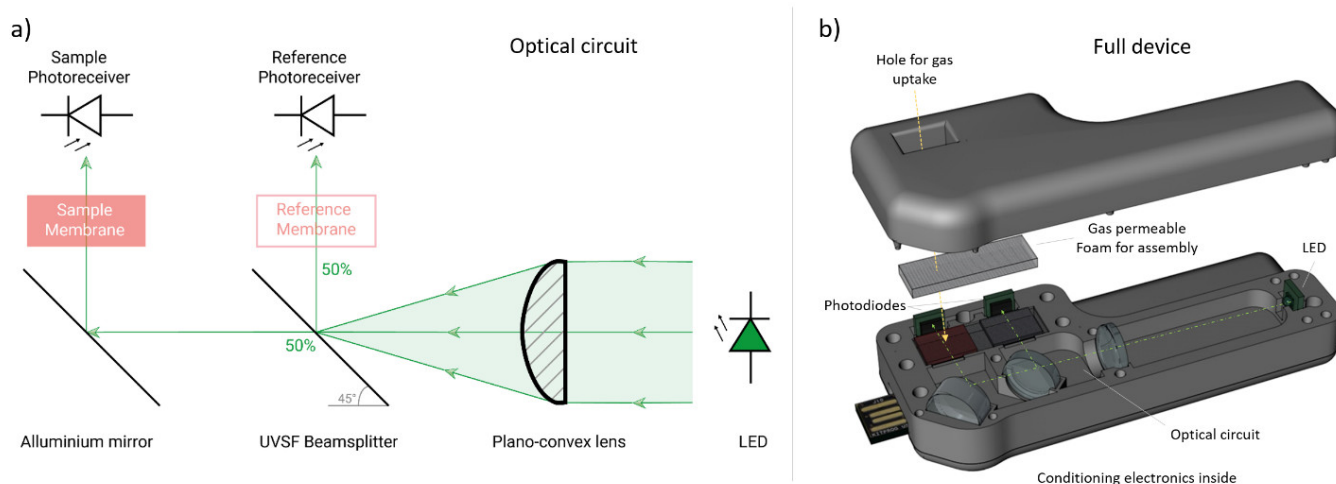 a)
Optical circuit
Sample
Photoreceiver
Reference
Photoreceiver
Sample
Membrane
Reference
Membrane
50%
50%
45°
Alluminium mirror
UVSF Beamsplitter
Plano-convex lens
LED
b)
Full device
Hole for gas
uptake
Gas permeable
Foam for assembly
LED
Photodiodes
Optical circuit
Conditioning electronics inside